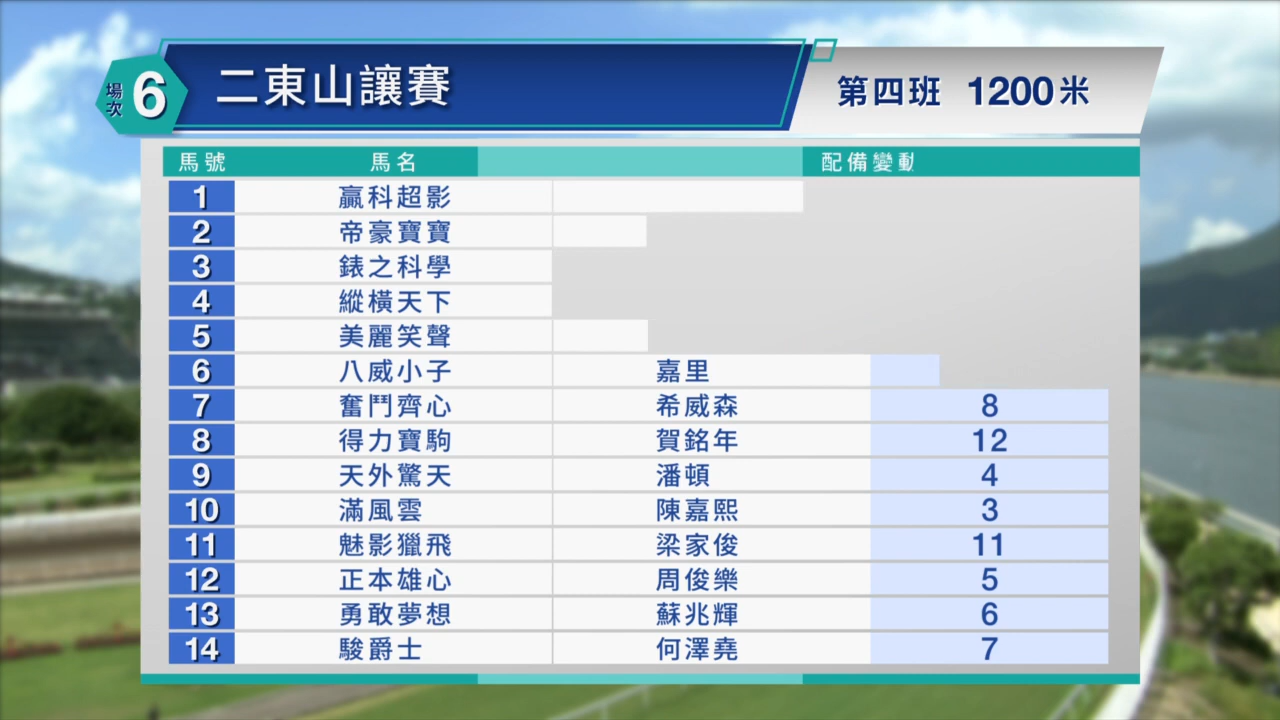 場次 6 二東山讓賽 第四班 1200米
馬號 馬名 配備變動
1 贏科超影
2 帝豪寶寶
3 錶之科學
4 縱橫天下
5 美麗笑聲
6 八威小子 嘉里
7 奮鬥齊心 希威森 8
8 得力寶駒 賀銘年 12
9 天外驚天 潘頓 4
10 滿風雲 陳嘉熙 3
11 魅影獵飛 梁家俊 11
12 正本雄心 周俊樂 5
13 勇敢夢想 蘇兆輝 6
14 駿爵士 何澤堯 7